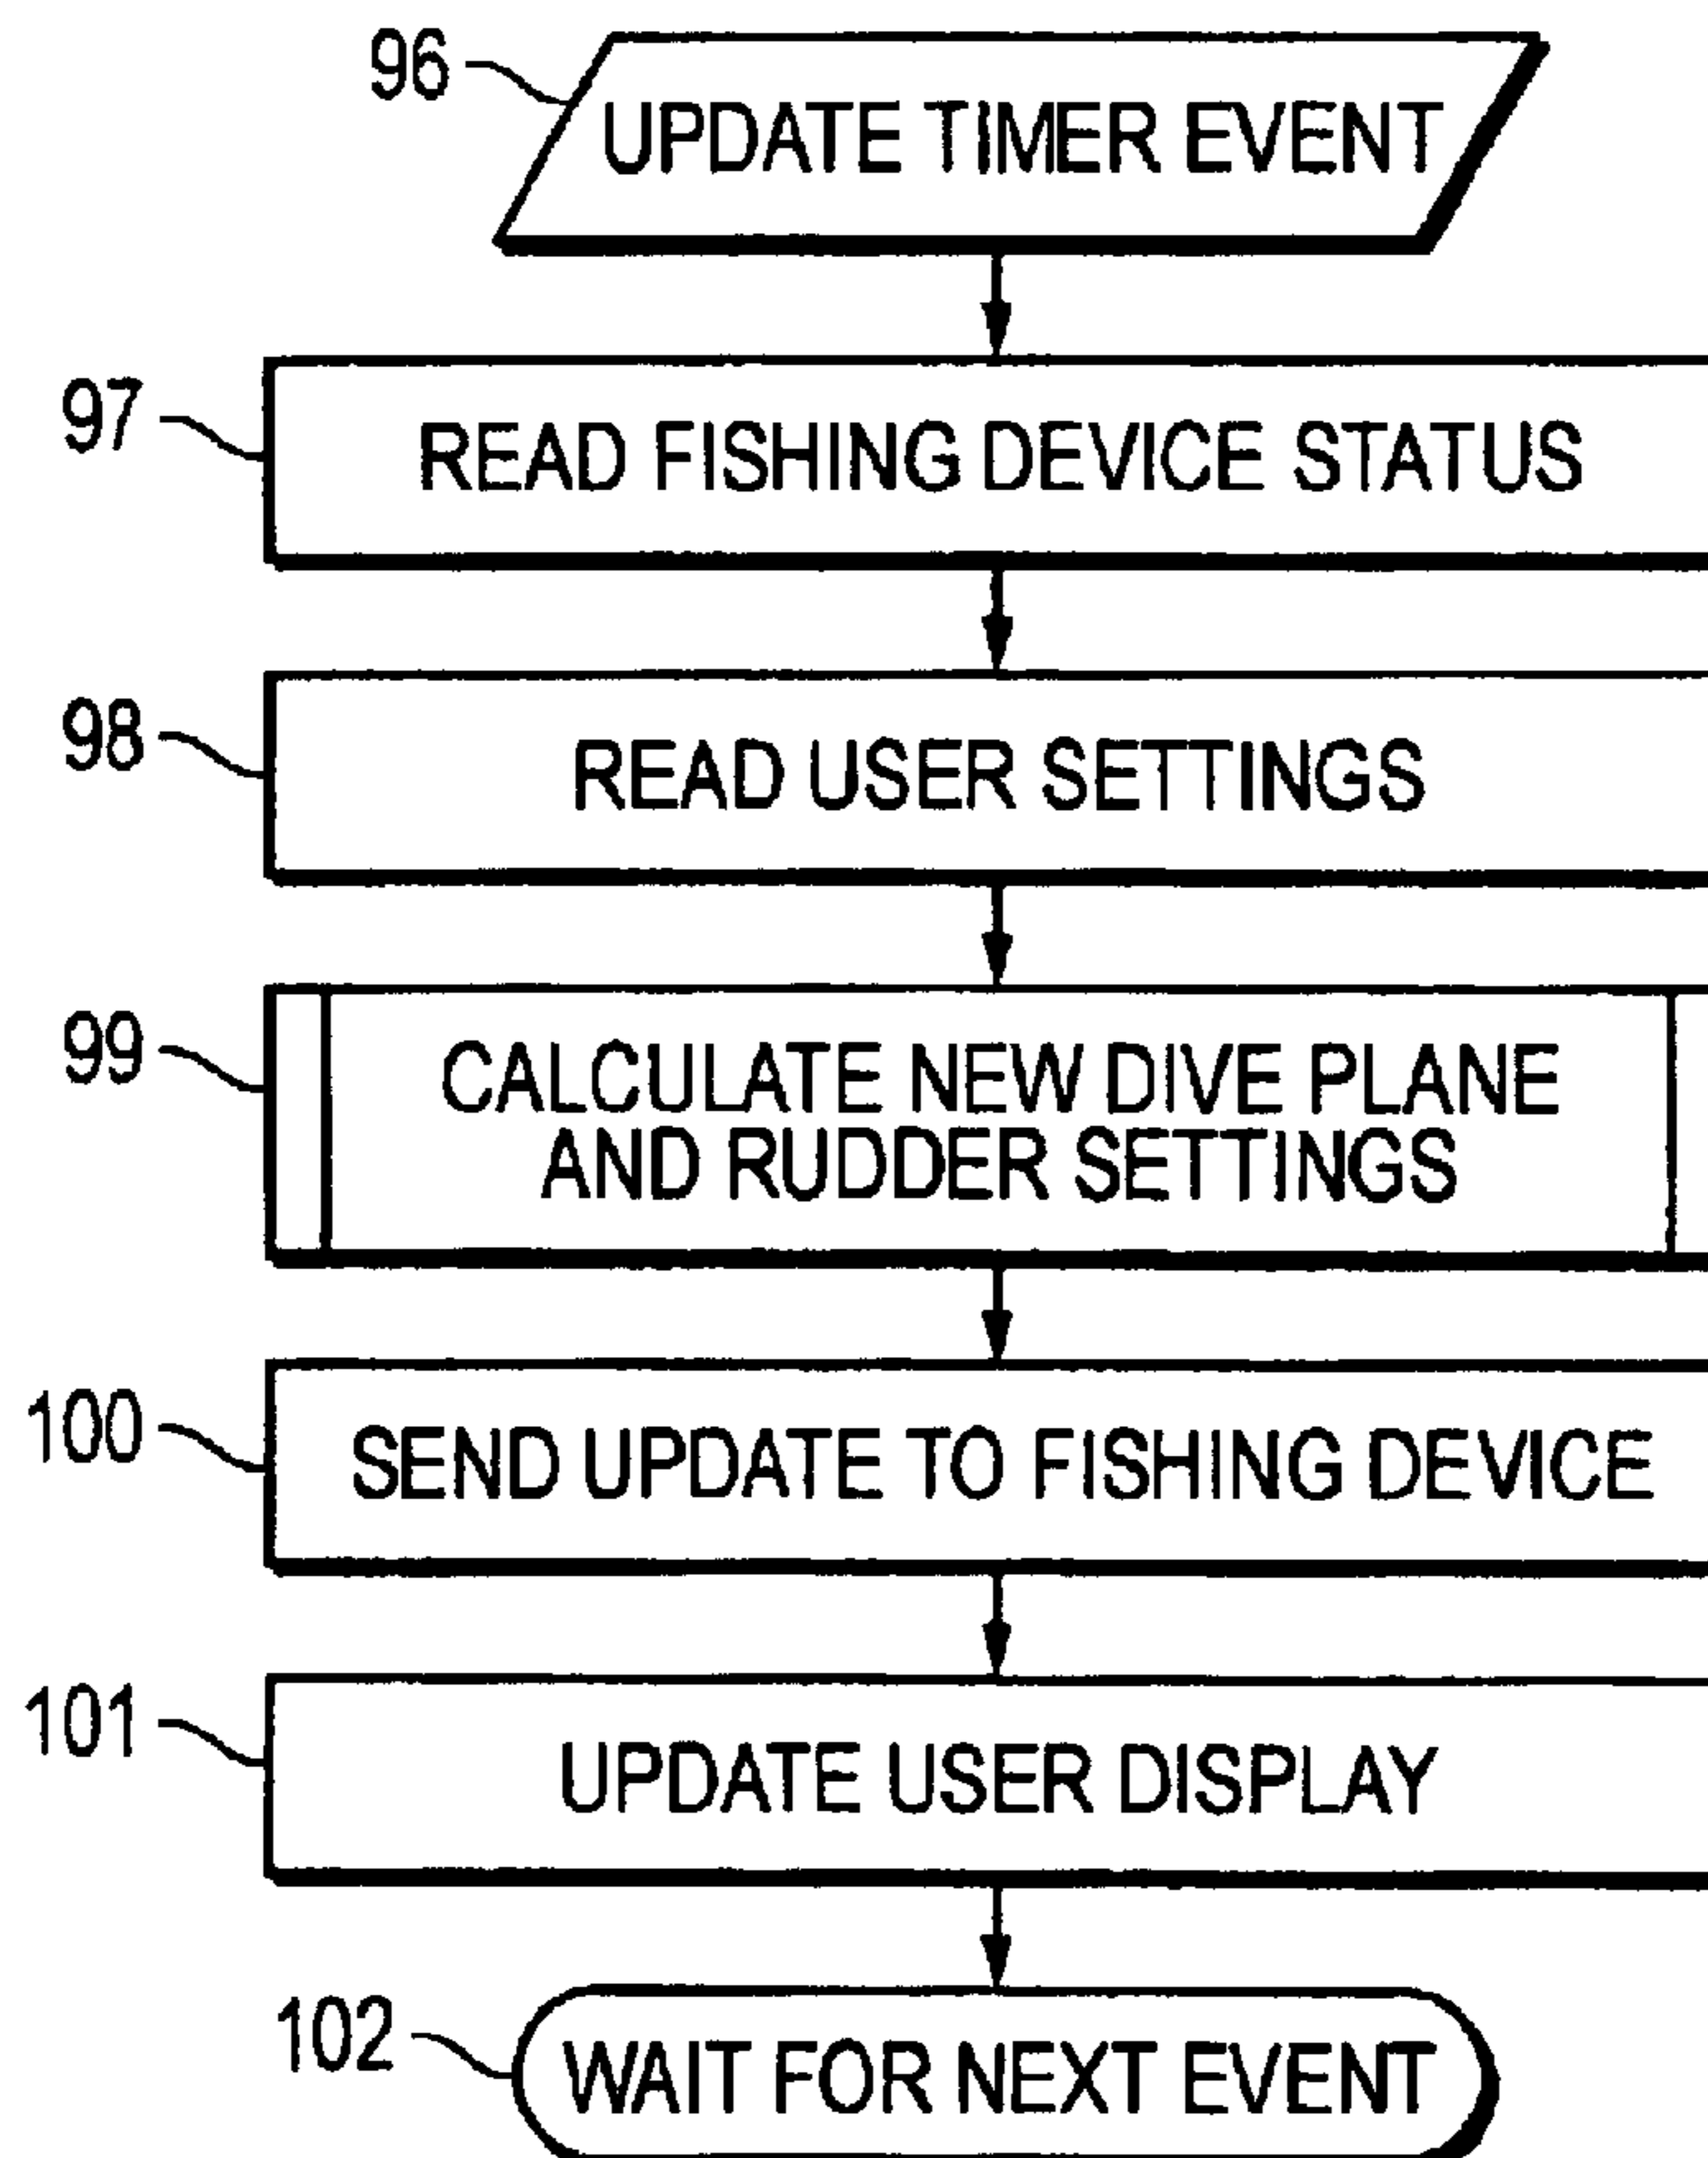 96
UPDATE TIMER EVENT
97
READ FISHING DEVICE STATUS
98
READ USER SETTINGS
99
CALCULATE NEW DIVE PLANE
AND RUDDER SETTINGS
100
SEND UPDATE TO FISHING DEVICE
101
UPDATE USER DISPLAY
102
WAIT FOR NEXT EVENT